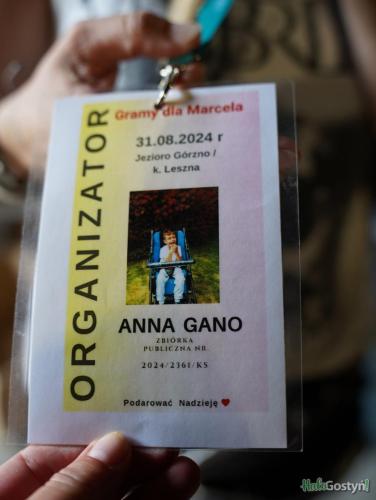 Gramy dla Marcela
31.08.2024 r
Jezioro Górzno /
k. Leszna
ORGANIZATOR
ANNA GANO
ZBIÓRKA
PUBLICZNA NR.
2024/2361/KS
Podarować Nadzieję
HaloGostyń!